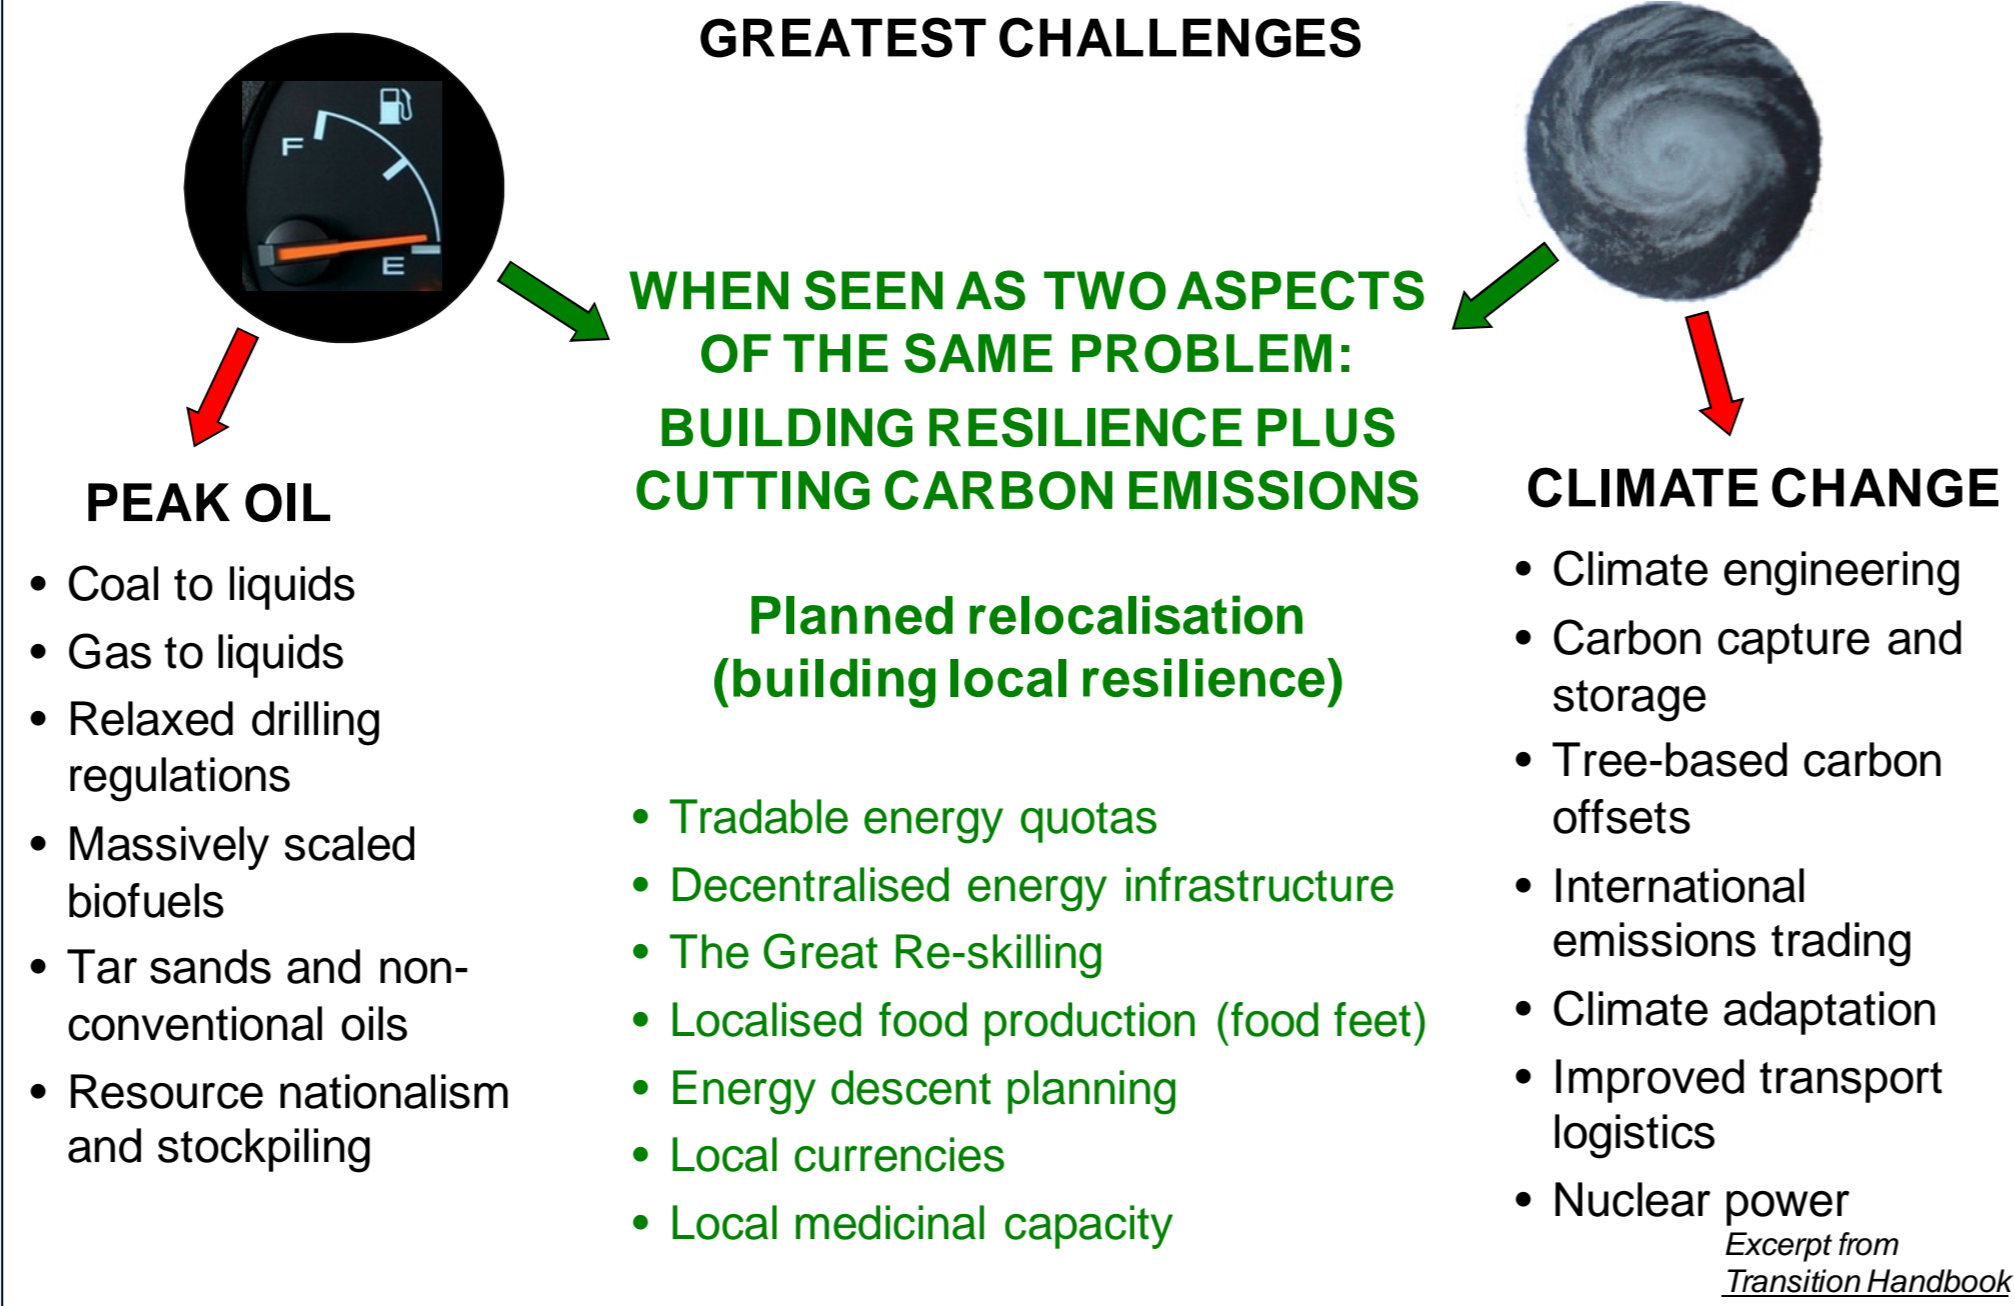 GREATEST CHALLENGES
F
E
WHEN SEEN AS TWO ASPECTS
OF THE SAME PROBLEM:
BUILDING RESILIENCE PLUS
CUTTING CARBON EMISSIONS
PEAK OIL
• Coal to liquids
• Gas to liquids
• Relaxed drilling
regulations
• Massively scaled
biofuels
• Tar sands and non-
conventional oils
• Resource nationalism
and stockpiling
Planned relocalisation
(building local resilience)
• Tradable energy quotas
• Decentralised energy infrastructure
• The Great Re-skilling
• Localised food production (food feet)
• Energy descent planning
• Local currencies
• Local medicinal capacity
CLIMATE CHANGE
• Climate engineering
• Carbon capture and
storage
• Tree-based carbon
offsets
• International
emissions trading
• Climate adaptation
• Improved transport
logistics
• Nuclear power
Excerpt from
Transition Handbook